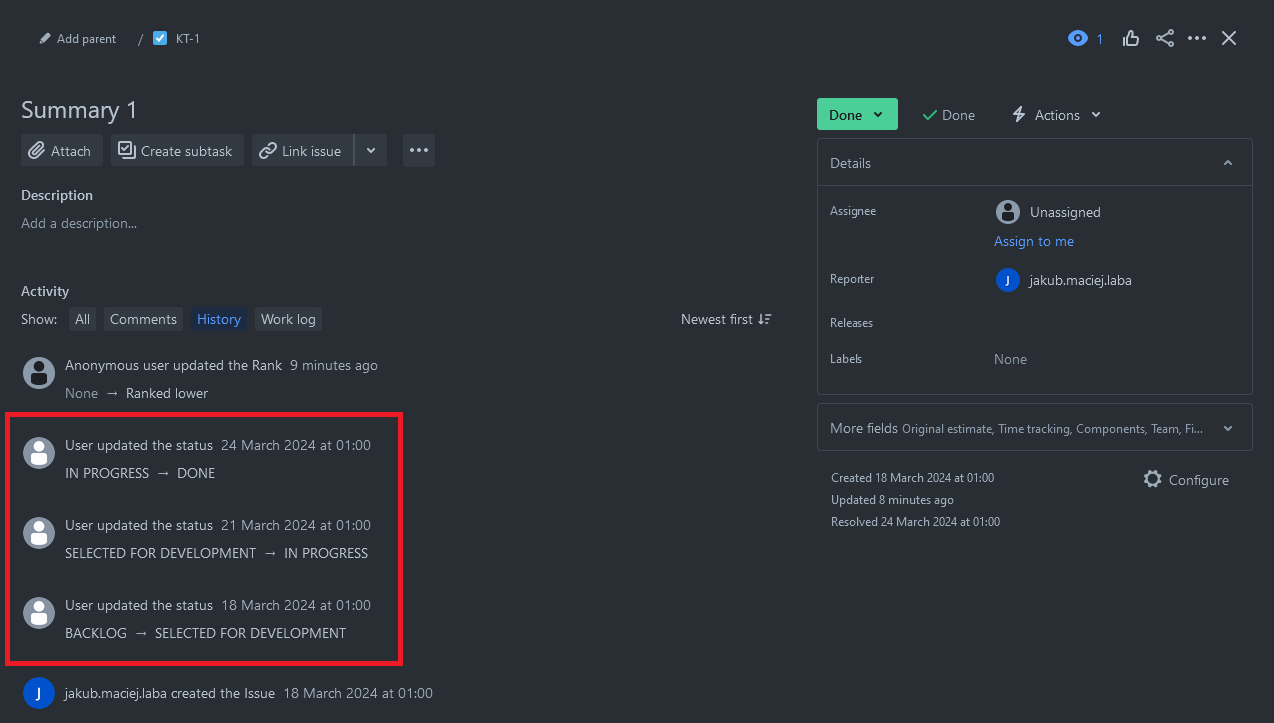 Add parent / KT-1
1
Summary 1
Attach Create subtask Link issue
Description
Add a description...
Activity
Show: All Comments History Work log Newest first
Anonymous user updated the Rank 9 minutes ago
None → Ranked lower
User updated the status 24 March 2024 at 01:00
IN PROGRESS → DONE
User updated the status 21 March 2024 at 01:00
SELECTED FOR DEVELOPMENT → IN PROGRESS
User updated the status 18 March 2024 at 01:00
BACKLOG → SELECTED FOR DEVELOPMENT
J jakub.maciej.laba created the Issue 18 March 2024 at 01:00
Done Done Actions
Details
Assignee Unassigned
Assign to me
Reporter J jakub.maciej.laba
Releases
Labels None
More fields Original estimate, Time tracking, Components, Team, Fi...
Created 18 March 2024 at 01:00 Configure
Updated 8 minutes ago
Resolved 24 March 2024 at 01:00